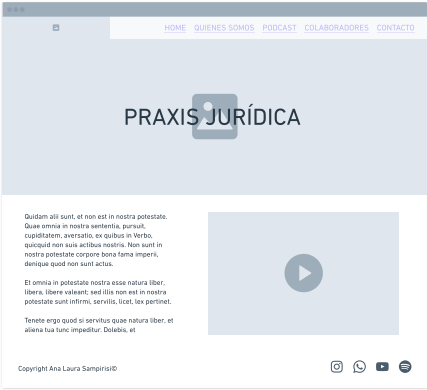 HOME QUIENES SOMOS PODCAST COLABORADORES CONTACTO
PRAXIS JURÍDICA
Quidam alii sunt, et non est in nostra potestate.
Quae omnia in nostra sententia, pursuit,
cupiditatem, aversatio, ex quibus in Verbo,
quicquid non suis actibus nostris. Non sunt in
nostra potestate corpore bona fama imperii,
denique quod non sunt actus.
Et omnia in potestate nostra esse natura liber,
libera, libere valeant; sed illis non est in nostra
potestate sunt infirmi, servilis, licet, lex pertinet.
Tenete ergo quod si servitus quae natura liber, et
aliena tua tunc impeditur. Dolebis, et
Copyright Ana Laura Sampirisi©